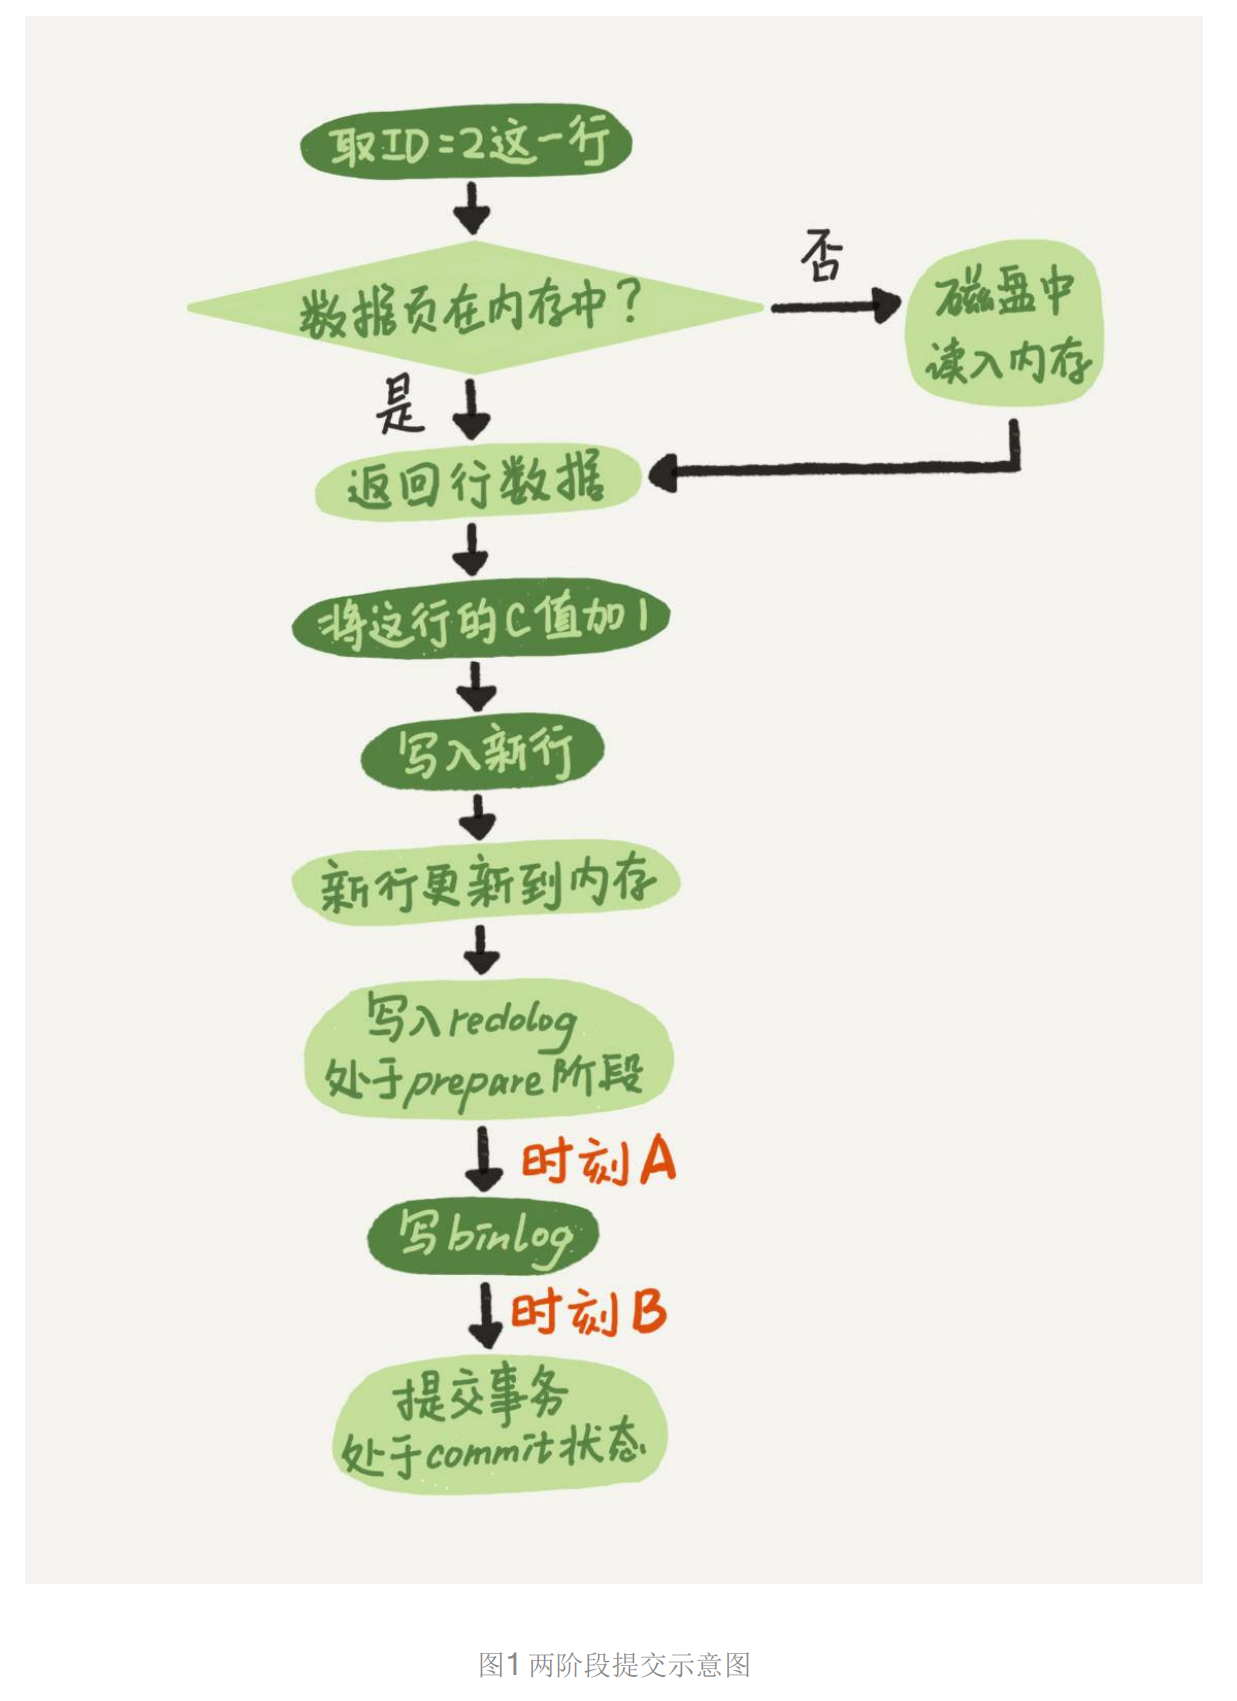 取ID=2这一行
数据页在内存中?
否
磁盘中
读入内存
是
返回行数据
将这行的C值加1
写入新行
新行更新到内存
写入redolog
处于prepare阶段
时刻A
写binlog
时刻B
提交事务
处于commit状态
图1 两阶段提交示意图